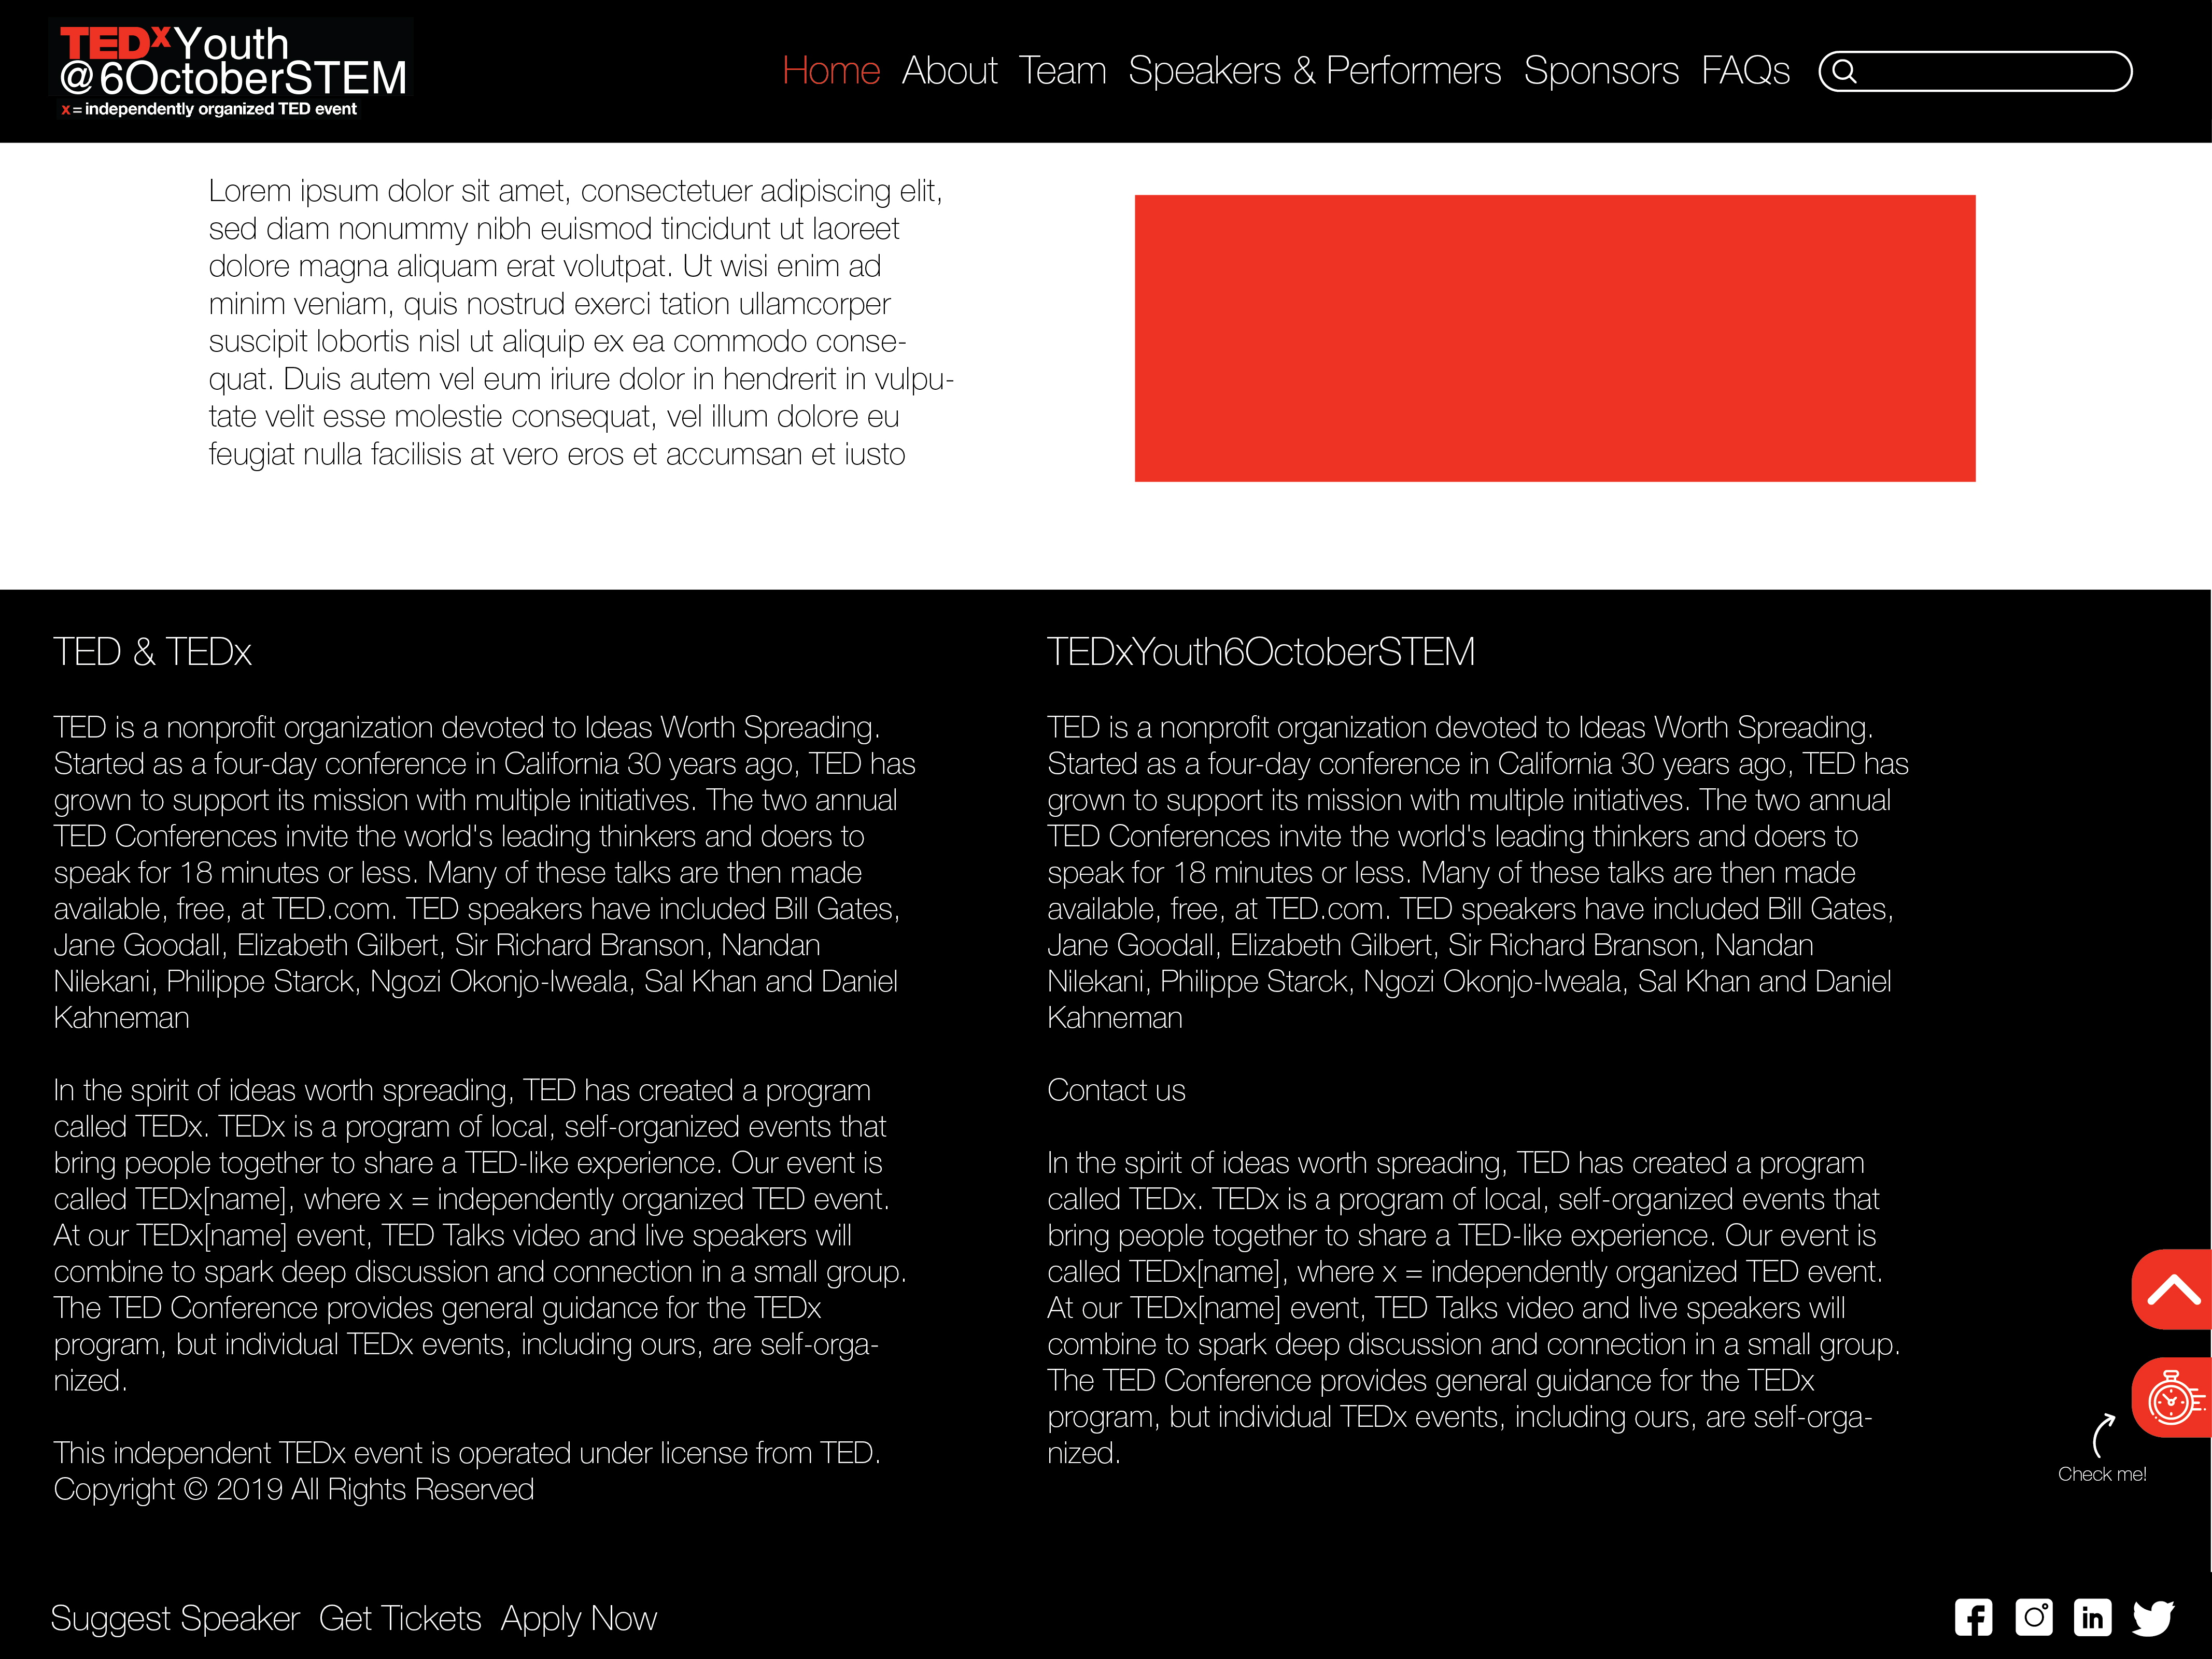 TEDxYouth
@6OctoberSTEM
x = independently organized TED event
Home About Team Speakers & Performers Sponsors FAQs
Lorem ipsum dolor sit amet, consectetuer adipiscing elit,
sed diam nonummy nibh euismod tincidunt ut laoreet
dolore magna aliquam erat volutpat. Ut wisi enim ad
minim veniam, quis nostrud exerci tation ullamcorper
suscipit lobortis nisl ut aliquip ex ea commodo conse-
quat. Duis autem vel eum iriure dolor in hendrerit in vulpu-
tate velit esse molestie consequat, vel illum dolore eu
feugiat nulla facilisis at vero eros et accumsan et iusto
TED & TEDx
TED is a nonprofit organization devoted to Ideas Worth Spreading.
Started as a four-day conference in California 30 years ago, TED has
grown to support its mission with multiple initiatives. The two annual
TED Conferences invite the world's leading thinkers and doers to
speak for 18 minutes or less. Many of these talks are then made
available, free, at TED.com. TED speakers have included Bill Gates,
Jane Goodall, Elizabeth Gilbert, Sir Richard Branson, Nandan
Nilekani, Philippe Starck, Ngozi Okonjo-Iweala, Sal Khan and Daniel
Kahneman
In the spirit of ideas worth spreading, TED has created a program
called TEDx. TEDx is a program of local, self-organized events that
bring people together to share a TED-like experience. Our event is
called TEDx[name], where x = independently organized TED event.
At our TEDx[name] event, TED Talks video and live speakers will
combine to spark deep discussion and connection in a small group.
The TED Conference provides general guidance for the TEDx
program, but individual TEDx events, including ours, are self-orga-
nized.
This independent TEDx event is operated under license from TED.
Copyright © 2019 All Rights Reserved
TEDxYouth6OctoberSTEM
TED is a nonprofit organization devoted to Ideas Worth Spreading.
Started as a four-day conference in California 30 years ago, TED has
grown to support its mission with multiple initiatives. The two annual
TED Conferences invite the world's leading thinkers and doers to
speak for 18 minutes or less. Many of these talks are then made
available, free, at TED.com. TED speakers have included Bill Gates,
Jane Goodall, Elizabeth Gilbert, Sir Richard Branson, Nandan
Nilekani, Philippe Starck, Ngozi Okonjo-Iweala, Sal Khan and Daniel
Kahneman
Contact us
In the spirit of ideas worth spreading, TED has created a program
called TEDx. TEDx is a program of local, self-organized events that
bring people together to share a TED-like experience. Our event is
called TEDx[name], where x = independently organized TED event.
At our TEDx[name] event, TED Talks video and live speakers will
combine to spark deep discussion and connection in a small group.
The TED Conference provides general guidance for the TEDx
program, but individual TEDx events, including ours, are self-orga-
nized.
Check me!
Suggest Speaker Get Tickets Apply Now